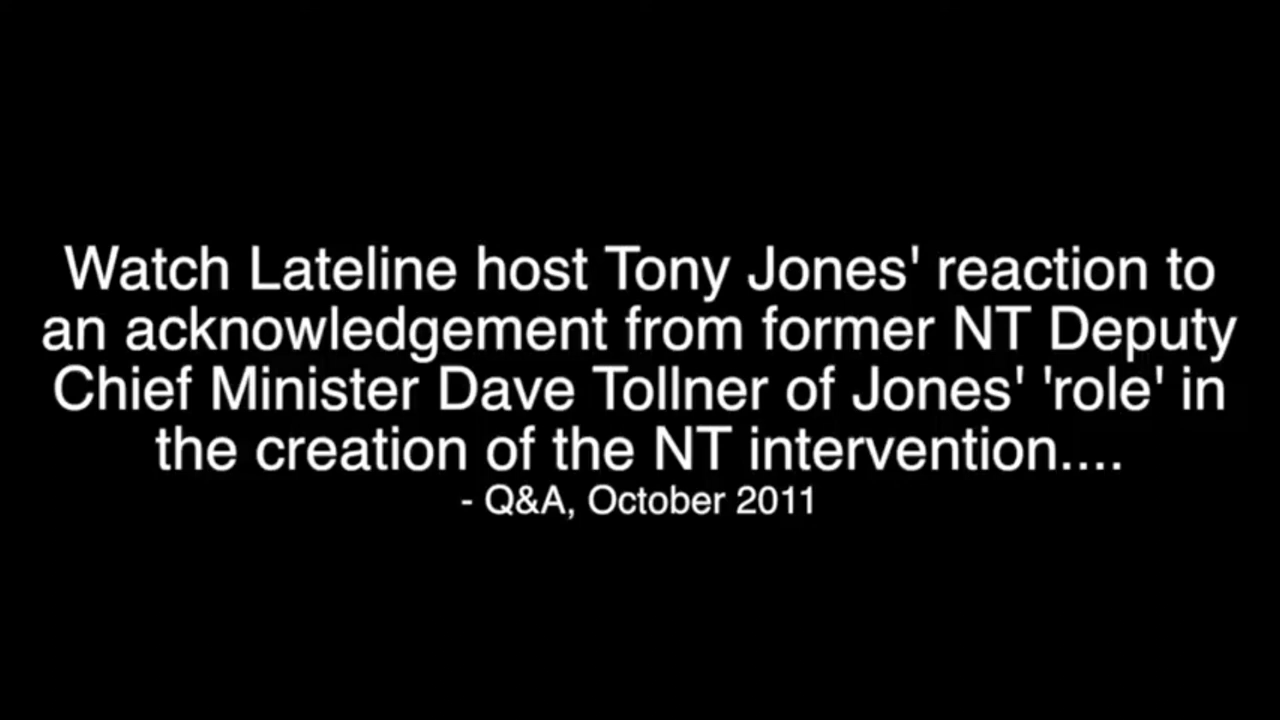 Watch Lateline host Tony Jones' reaction to
an acknowledgement from former NT Deputy
Chief Minister Dave Tollner of Jones' 'role' in
the creation of the NT intervention....
- Q&A, October 2011